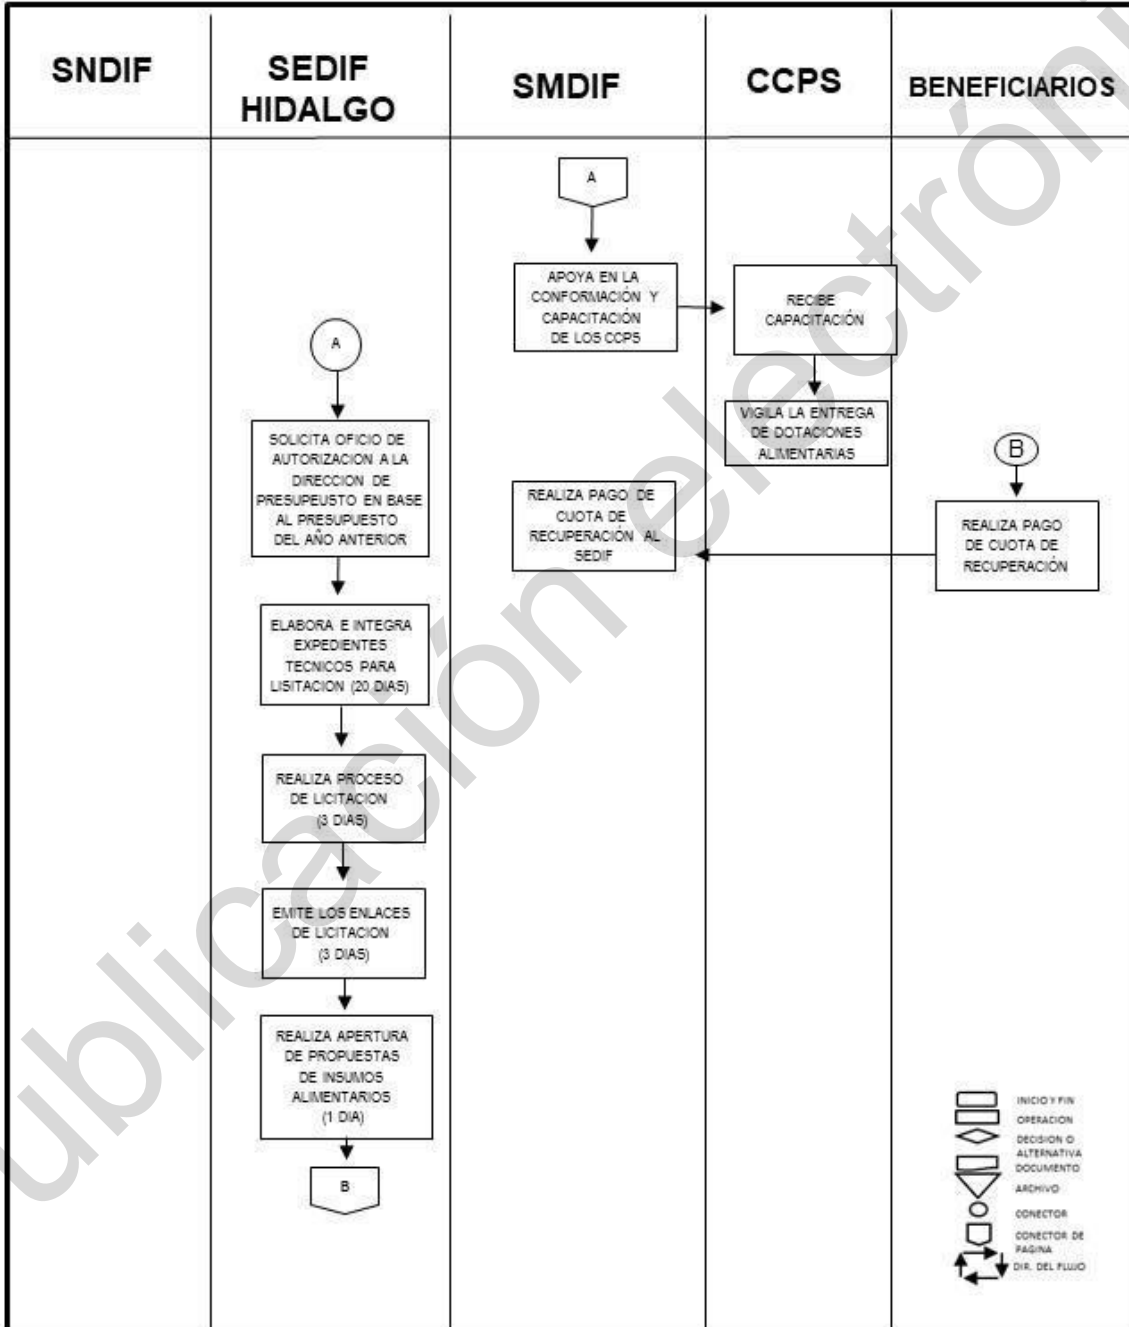 SNDIF
SEDIF
HIDALGO
SMDIF
CCPS
BENEFICIARIOS
A
APOYA EN LA
CONFORMACIÓN Y
CAPACITACIÓN
DE LOS CCPS
RECIBE
CAPACITACIÓN
VIGILA LA ENTREGA
DE DOTACIONES
ALIMENTARIAS
A
SOLICITA OFICIO DE
AUTORIZACION A LA
DIRECCION DE
PRESUPEUSTO EN BASE
AL PRESUPUESTO
DEL AÑO ANTERIOR
B
REALIZA PAGO
DE CUOTA DE
RECUPERACIÓN
REALIZA PAGO DE
CUOTA DE
RECUPERACIÓN AL
SEDIF
ELABORA E INTEGRA
EXPEDIENTES
TECNICOS PARA
LISITACION (20 DIAS)
REALIZA PROCESO
DE LICITACION
(3 DIAS)
EMITE LOS ENLACES
DE LICITACION
(3 DIAS)
REALIZA APERTURA
DE PROPUESTAS
DE INSUMOS
ALIMENTARIOS
(1 DIA)
B
INICIO Y FIN
OPERACION
DECISION O
ALTERNATIVA
DOCUMENTO
ARCHIVO
CONECTOR
CONECTOR DE
PAGINA
DIR. DEL FLUJO
ublicación electrón